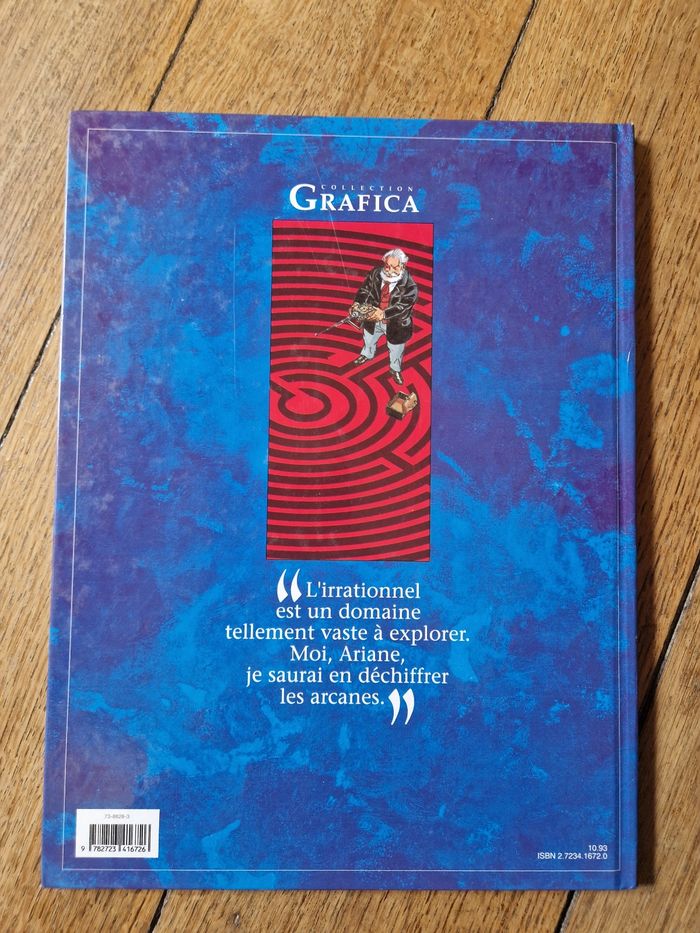 COLLECTION
GRAFICA
“ L'irrationnel
est un domaine
tellement vaste à explorer.
Moi, Ariane,
je saurai en déchiffrer
les arcanes. ”
73-8628-3
9 782723 416726
10.93
ISBN 2.7234.1672.0